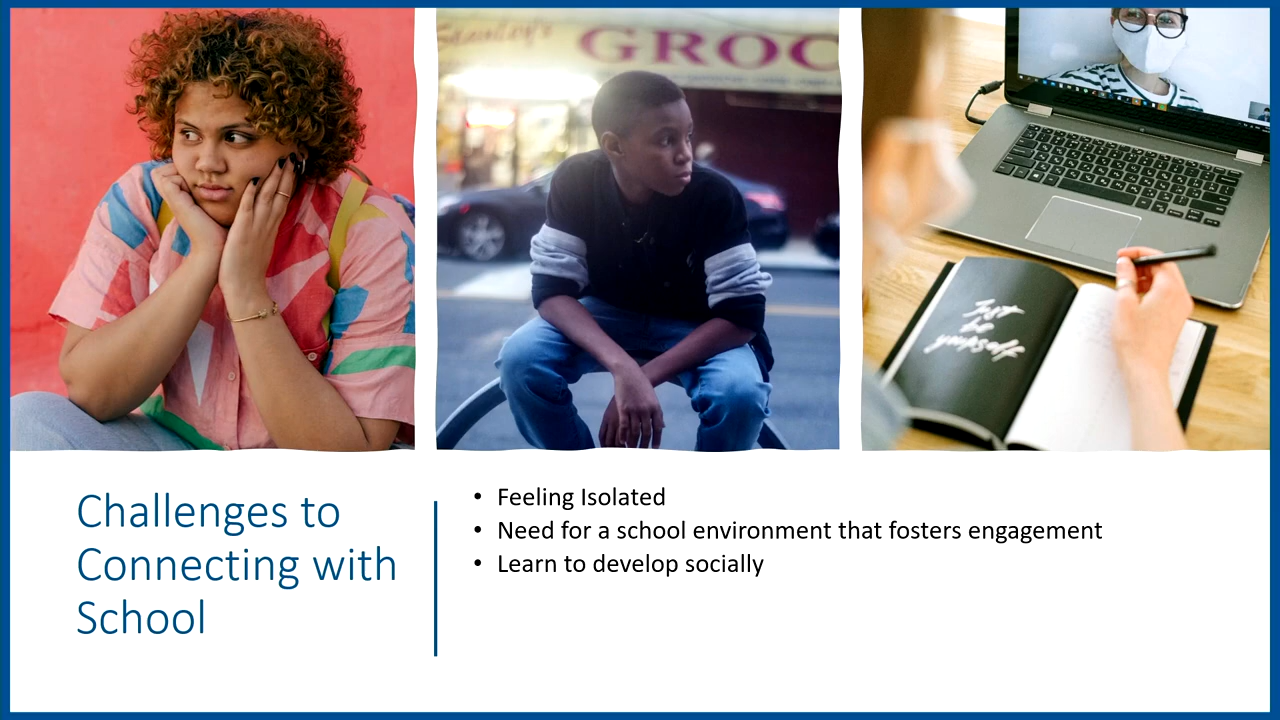 Stanley's GROC
Just
be
yourself
Challenges to
Connecting with
School
• Feeling Isolated
• Need for a school environment that fosters engagement
• Learn to develop socially